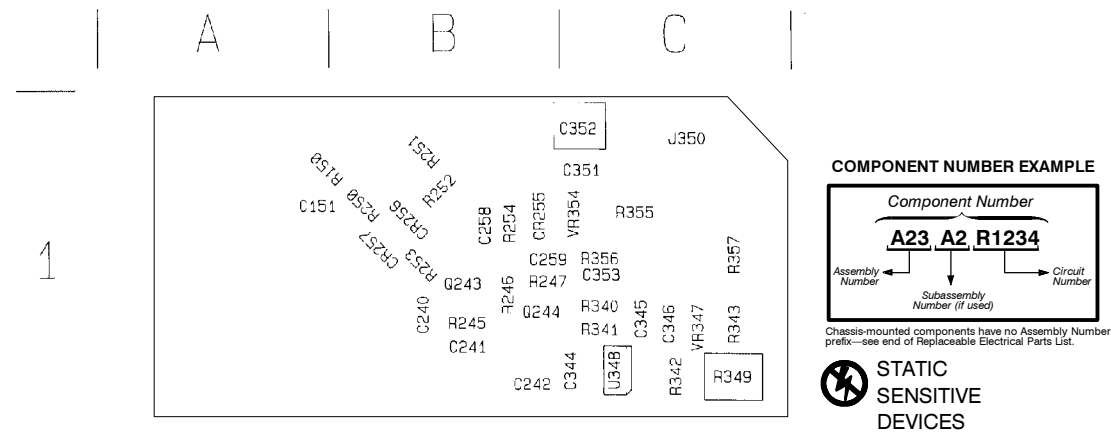 A B C
1
C352
J350
R251
R150
C351
R252
C151
R250
CR256
C258
R254
CR255
VR354
R355
CR257
R253
C259
R356
R357
Q243
R246
R247
C353
C240
R245
Q244
R340
C345
C346
VR347
R343
C241
R341
C242
C344
U348
R342
R349
COMPONENT NUMBER EXAMPLE
Component Number
A23 A2 R1234
Assembly
Number
Subassembly
Number (if used)
Circuit
Number
Chassis-mounted components have no Assembly Number
prefix—see end of Replaceable Electrical Parts List.
STATIC
SENSITIVE
DEVICES